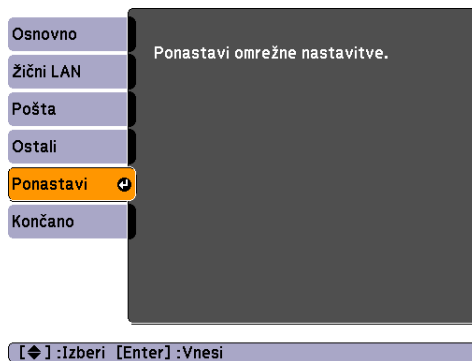 Osnovno
Žični LAN
Pošta
Ostali
Ponastavi
Končano
Ponastavi omrežne nastavitve.
[◆] :Izberi [Enter] :Vnesi